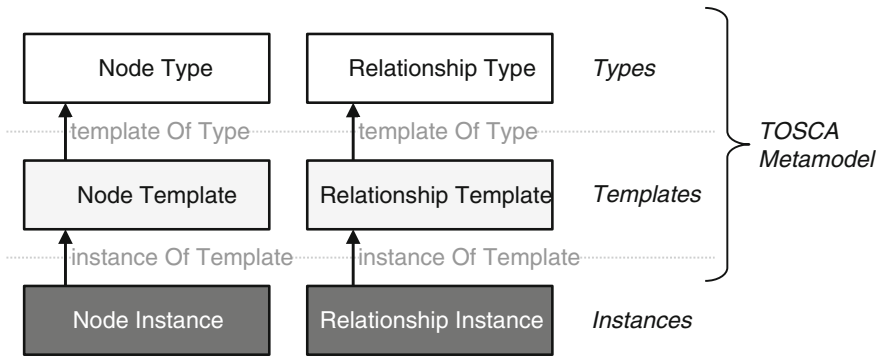 Node Type
Relationship Type
Types
template Of Type
template Of Type
TOSCA
Metamodel
Node Template
Relationship Template
Templates
instance Of Template
instance Of Template
Node Instance
Relationship Instance
Instances